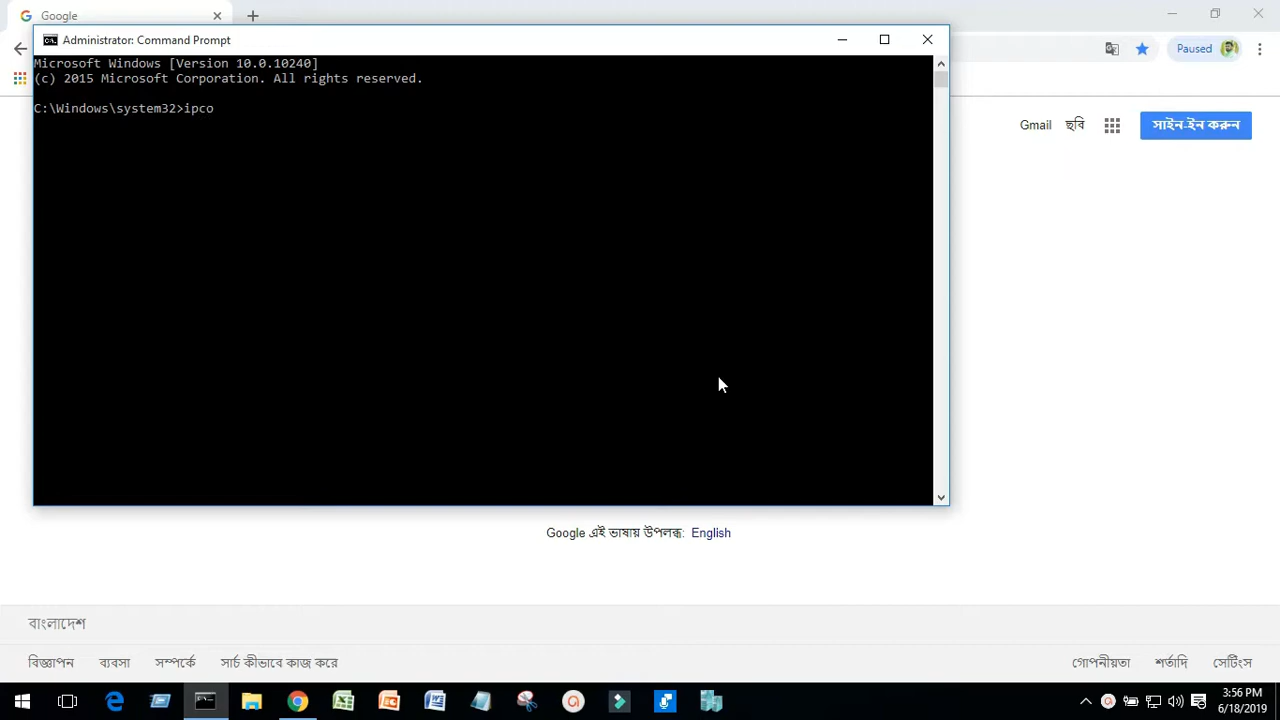 Google
Administrator: Command Prompt
Microsoft Windows [Version 10.0.10240]
(c) 2015 Microsoft Corporation. All rights reserved.
C:\Windows\system32>ipco
Paused
Gmail ছবি সাইন-ইন করুন
Google এই ভাষায় উপলব্ধ: English
বাংলাদেশ
বিজ্ঞাপন ব্যবসা সম্পর্কে সার্চ কীভাবে কাজ করে গোপনীয়তা শর্তাদি সেটিংস
3:56 PM
6/18/2019